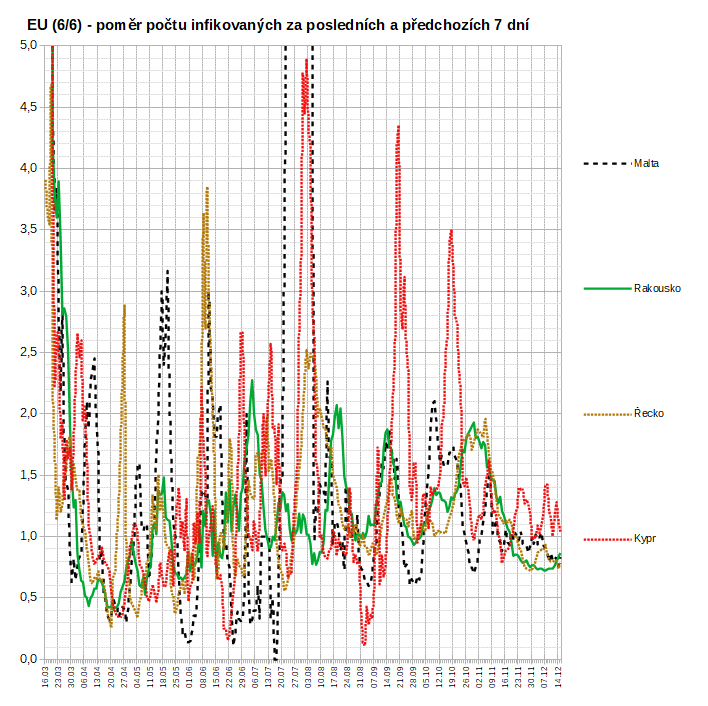 EU (6/6) - poměr počtu infikovaných za posledních a předchozích 7 dní
5,0
4,5
4,0
3,5
3,0
2,5
2,0
1,5
1,0
0,5
0,0
Malta
Rakousko
Řecko
Kypr
16.03 23.03 30.03 06.04 13.04 20.04 27.04 04.05 11.05 18.05 25.05 01.06 08.06 15.06 22.06 29.06 06.07 13.07 20.07 27.07 03.08 10.08 17.08 24.08 31.08 07.09 14.09 21.09 28.09 05.10 12.10 19.10 26.10 02.11 09.11 16.11 23.11 30.11 07.12 14.12